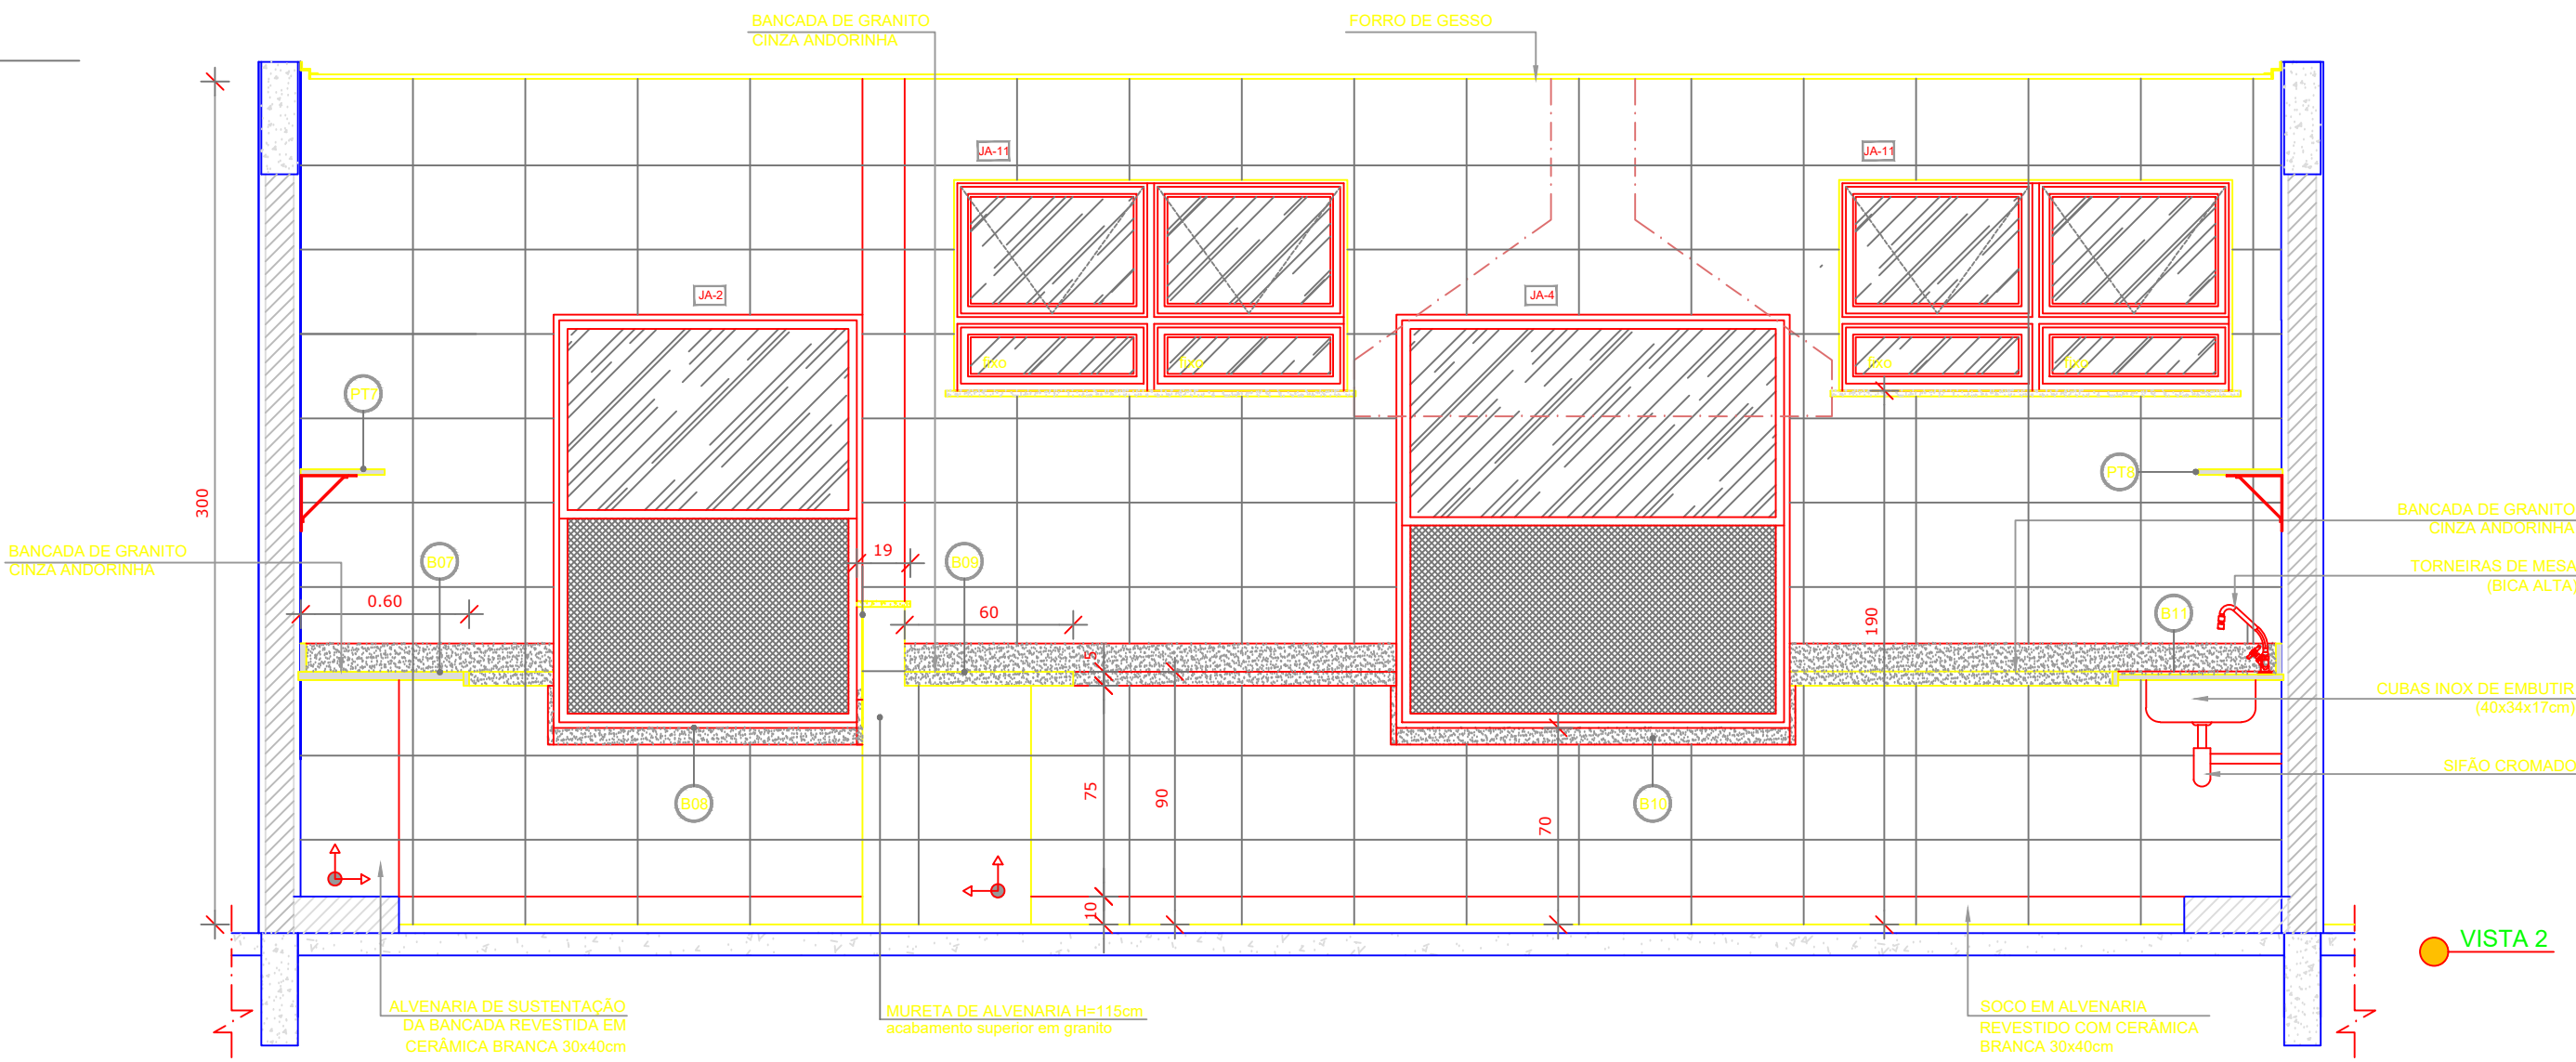 BANCADA DE GRANITO
CINZA ANDORINHA
FORRO DE GESSO
JA-11
JA-11
JA-2
JA-4
fixo
fixo
fixo
fixo
PT7
PT8
300
BANCADA DE GRANITO
CINZA ANDORINHA
BANCADA DE GRANITO
CINZA ANDORINHA
B07
19
B09
TORNEIRAS DE MESA
(BICA ALTA)
0.60
60
190
B11
5
CUBAS INOX DE EMBUTIR
(40x34x17cm)
SIFÃO CROMADO
B08
75
90
B10
70
10
VISTA 2
ALVENARIA DE SUSTENTAÇÃO
DA BANCADA REVESTIDA EM
CERÂMICA BRANCA 30x40cm
MURETA DE ALVENARIA H=115cm
acabamento superior em granito
SOCO EM ALVENARIA
REVESTIDO COM CERÂMICA
BRANCA 30x40cm